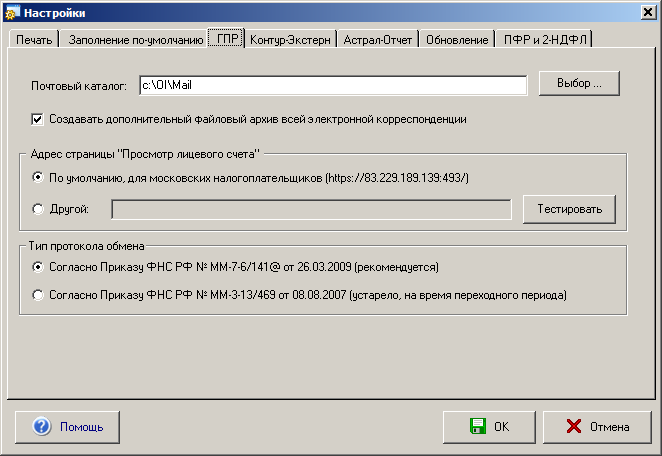 Настройки
Печать Заполнение по-умолчанию ГПР Контур-Экстерн Астрал-Отчет Обновление ПФР и 2-НДФЛ
Почтовый каталог: c:\OI\Mail Выбор ...
Создавать дополнительный файловый архив всей электронной корреспонденции
Адрес страницы "Просмотр лицевого счета"
По умолчанию, для московских налогоплательщиков (https://83.229.189.139:493/)
Другой: Тестировать
Тип протокола обмена
Согласно Приказу ФНС РФ № ММ-7-6/141@ от 26.03.2009 (рекомендуется)
Согласно Приказу ФНС РФ № ММ-3-13/469 от 08.08.2007 (устарело, на время переходного периода)
Помощь OK Отмена